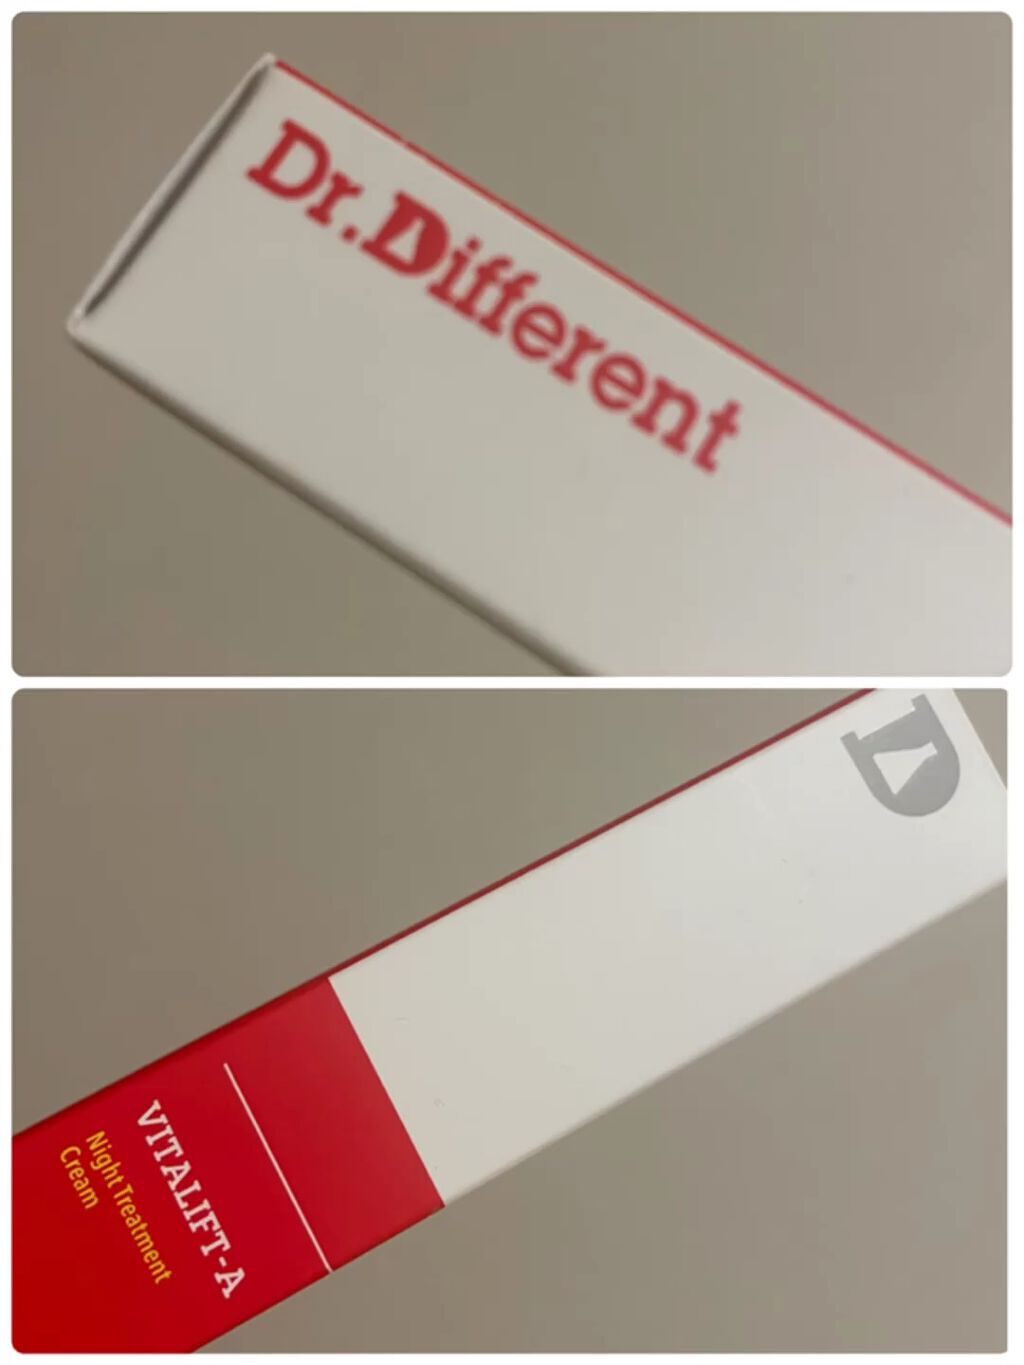 Dr.Different
D
VITALIFT-A
Night Treatment
Cream